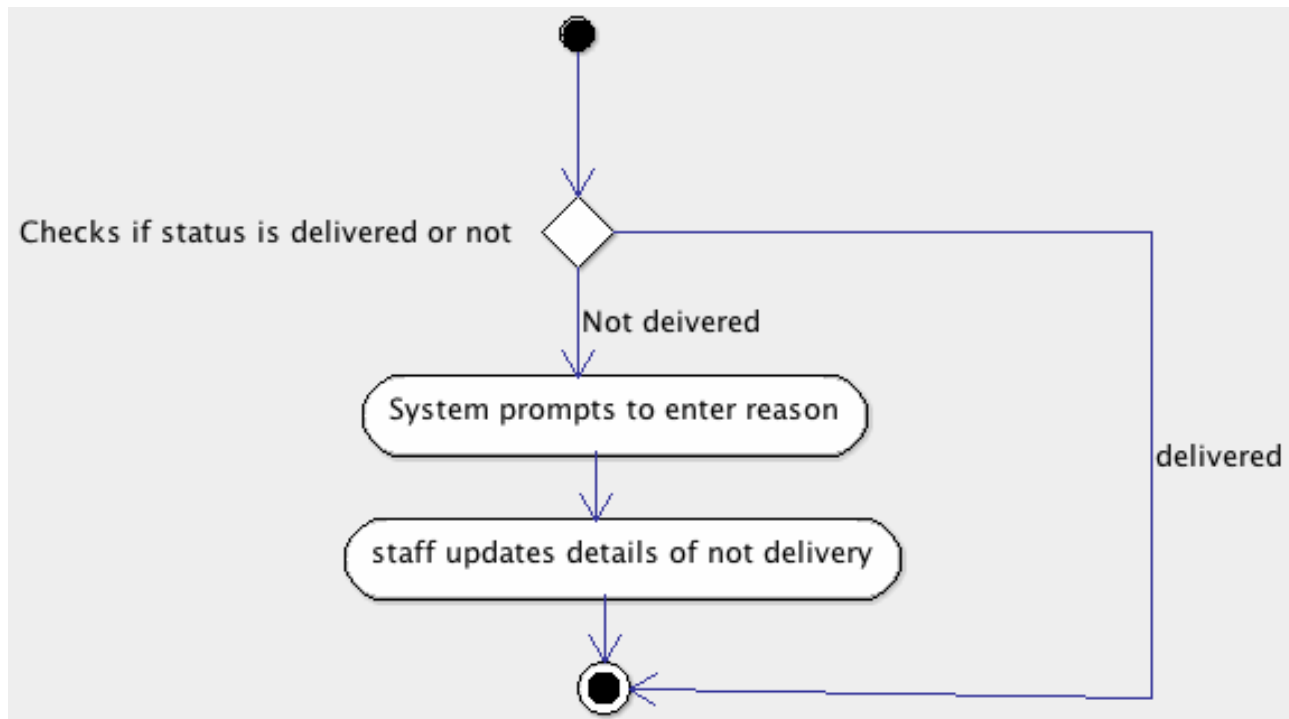 Checks if status is delivered or not
Not deivered
System prompts to enter reason
delivered
staff updates details of not delivery